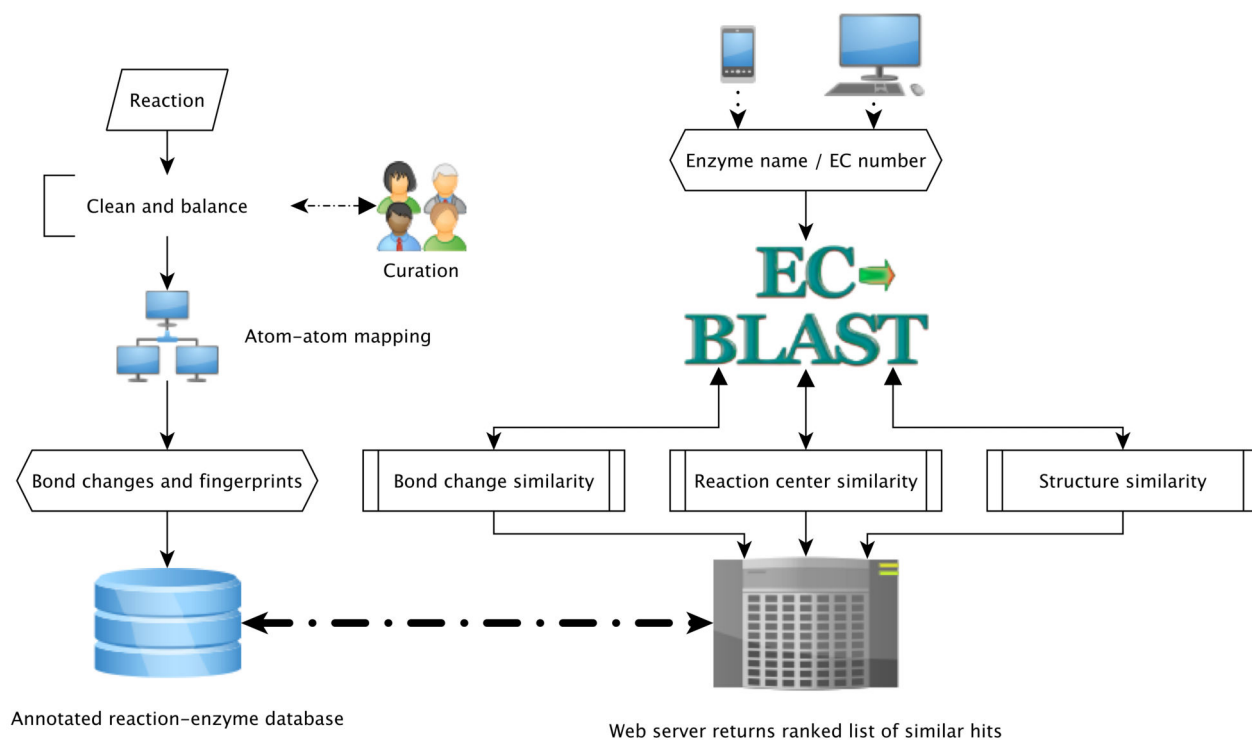 Reaction
Clean and balance
Curation
Atom-atom mapping
Bond changes and fingerprints
Annotated reaction-enzyme database
Enzyme name / EC number
EC
BLAST
Bond change similarity
Reaction center similarity
Structure similarity
Web server returns ranked list of similar hits